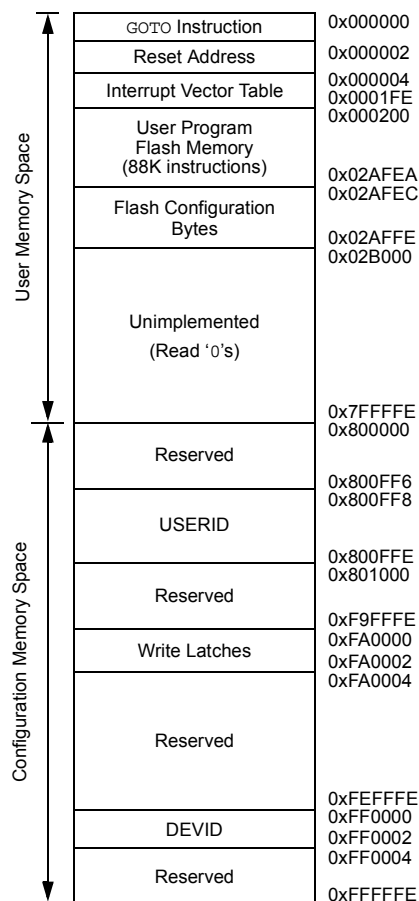 GOTO Instruction
0x000000
Reset Address
0x000002
Interrupt Vector Table
0x000004
0x0001FE
User Program
Flash Memory
(88K instructions)
0x000200
0x02AFEA
Flash Configuration
Bytes
0x02AFEC
0x02AFFE
Unimplemented
(Read ‘0’s)
0x02B000
0x7FFFFE
User Memory Space
Reserved
0x800000
0x800FF6
USERID
0x800FF8
0x800FFE
Reserved
0x801000
0xF9FFFE
Write Latches
0xFA0000
0xFA0002
Reserved
0xFA0004
0xFEFFFE
DEVID
0xFF0000
0xFF0002
Reserved
0xFF0004
0xFFFFFE
Configuration Memory Space